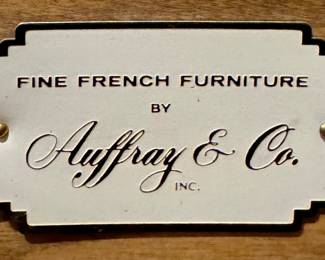 FINE FRENCH FURNITURE
BY
Auffray & Co.
INC.